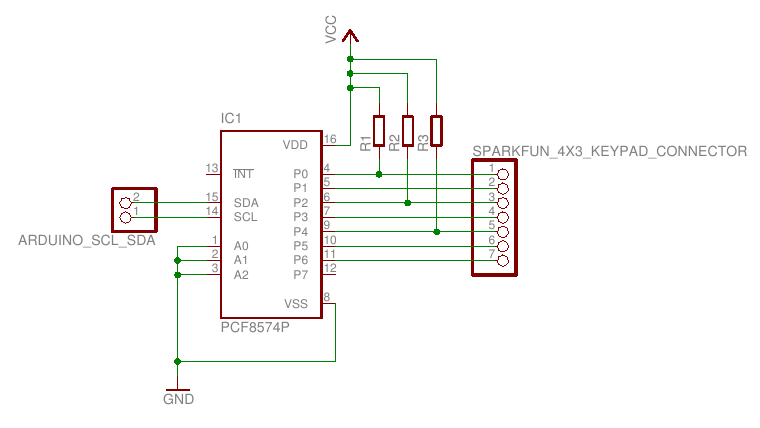 VCC
IC1
VDD 16
R1 R2 R3
SPARKFUN_4X3_KEYPAD_CONNECTOR
13 INT P0 4 1
P1 5 2
2 15 SDA P2 6 3
1 14 SCL P3 7 4
P4 9 5
ARDUINO_SCL_SDA
1 A0 P5 10 6
2 A1 P6 11 7
3 A2 P7 12
VSS 8
PCF8574P
GND